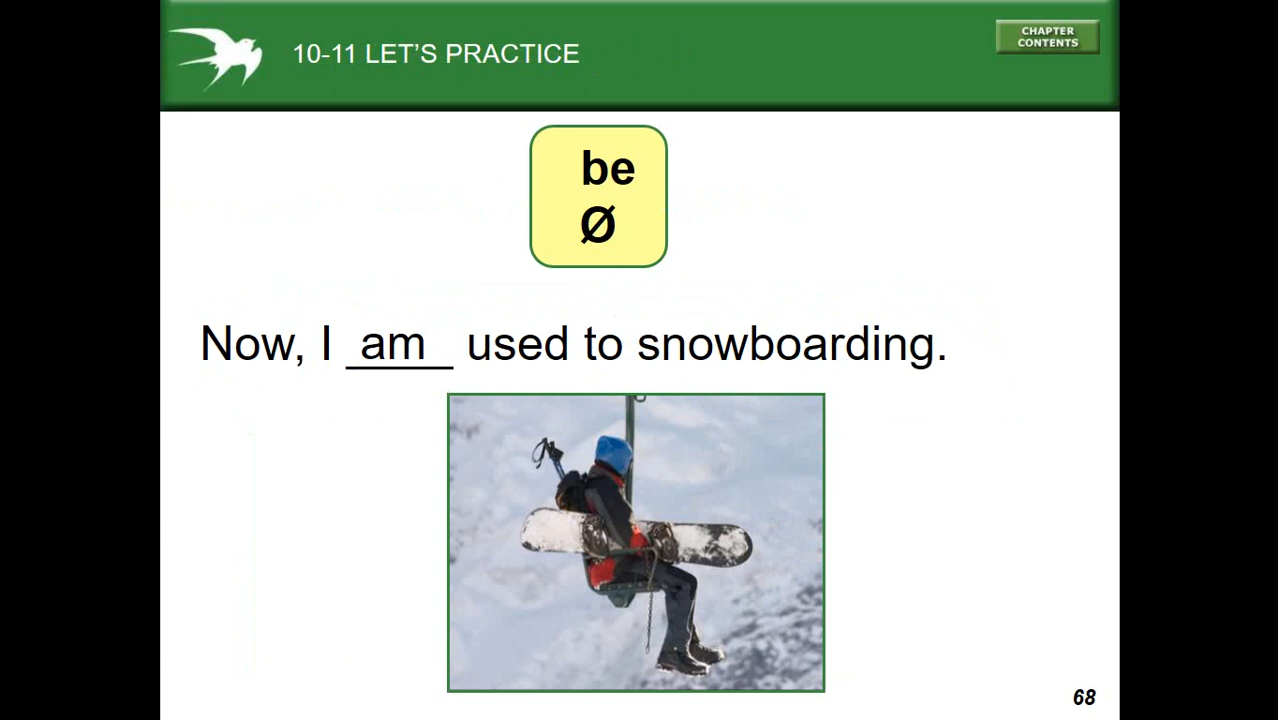 10-11 LET’S PRACTICE
CHAPTER
CONTENTS
be
Ø
Now, I am used to snowboarding.
68